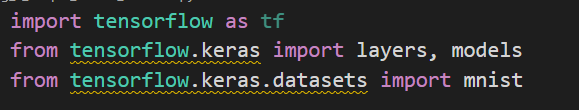 import tensorflow as tf
from tensorflow.keras import layers, models
from tensorflow.keras.datasets import mnist